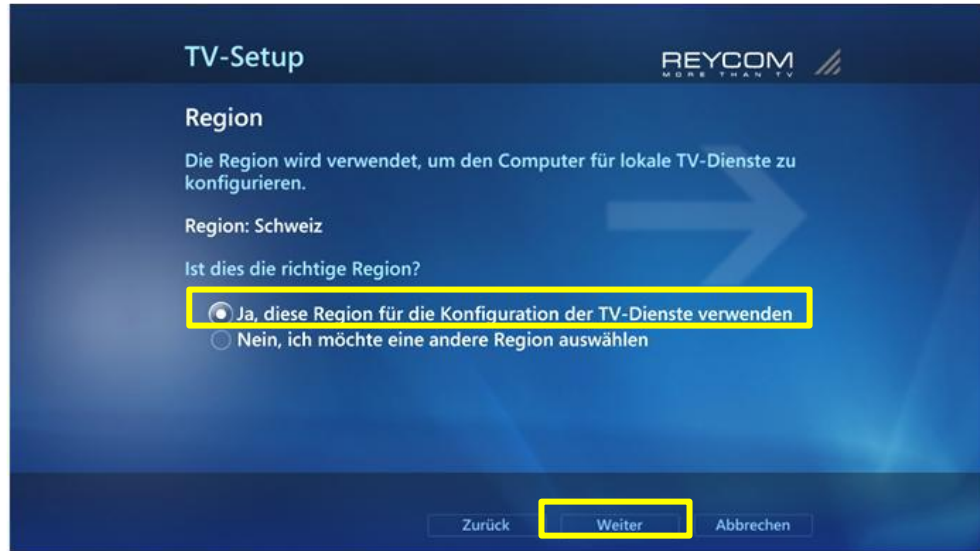 TV-Setup
REYCOM
MORE THAN TV
Region
Die Region wird verwendet, um den Computer für lokale TV-Dienste zu
konfigurieren.
Region: Schweiz
Ist dies die richtige Region?
Ja, diese Region für die Konfiguration der TV-Dienste verwenden
Nein, ich möchte eine andere Region auswählen
Zurück Weiter Abbrechen